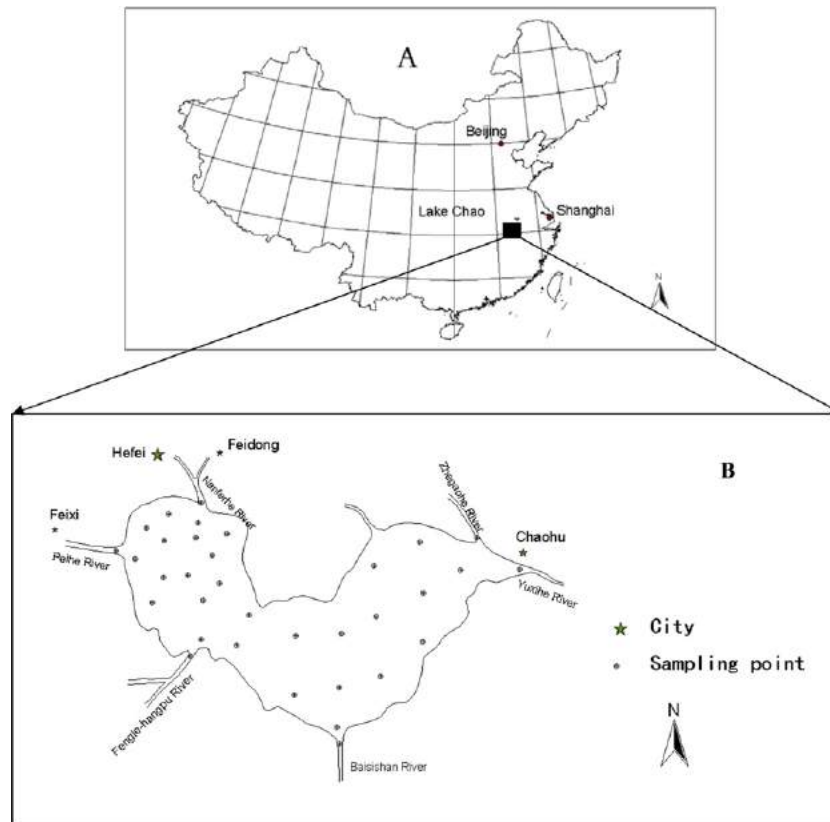 A
Beijing
Lake Chao
Shanghai
N
B
Hefei
Feidong
Nanfeihe River
Zhegaohe River
Feixi
Chaohu
Peihe River
Yuxihe River
City
Sampling point
Fengle-hangbu River
N
Baisishan River